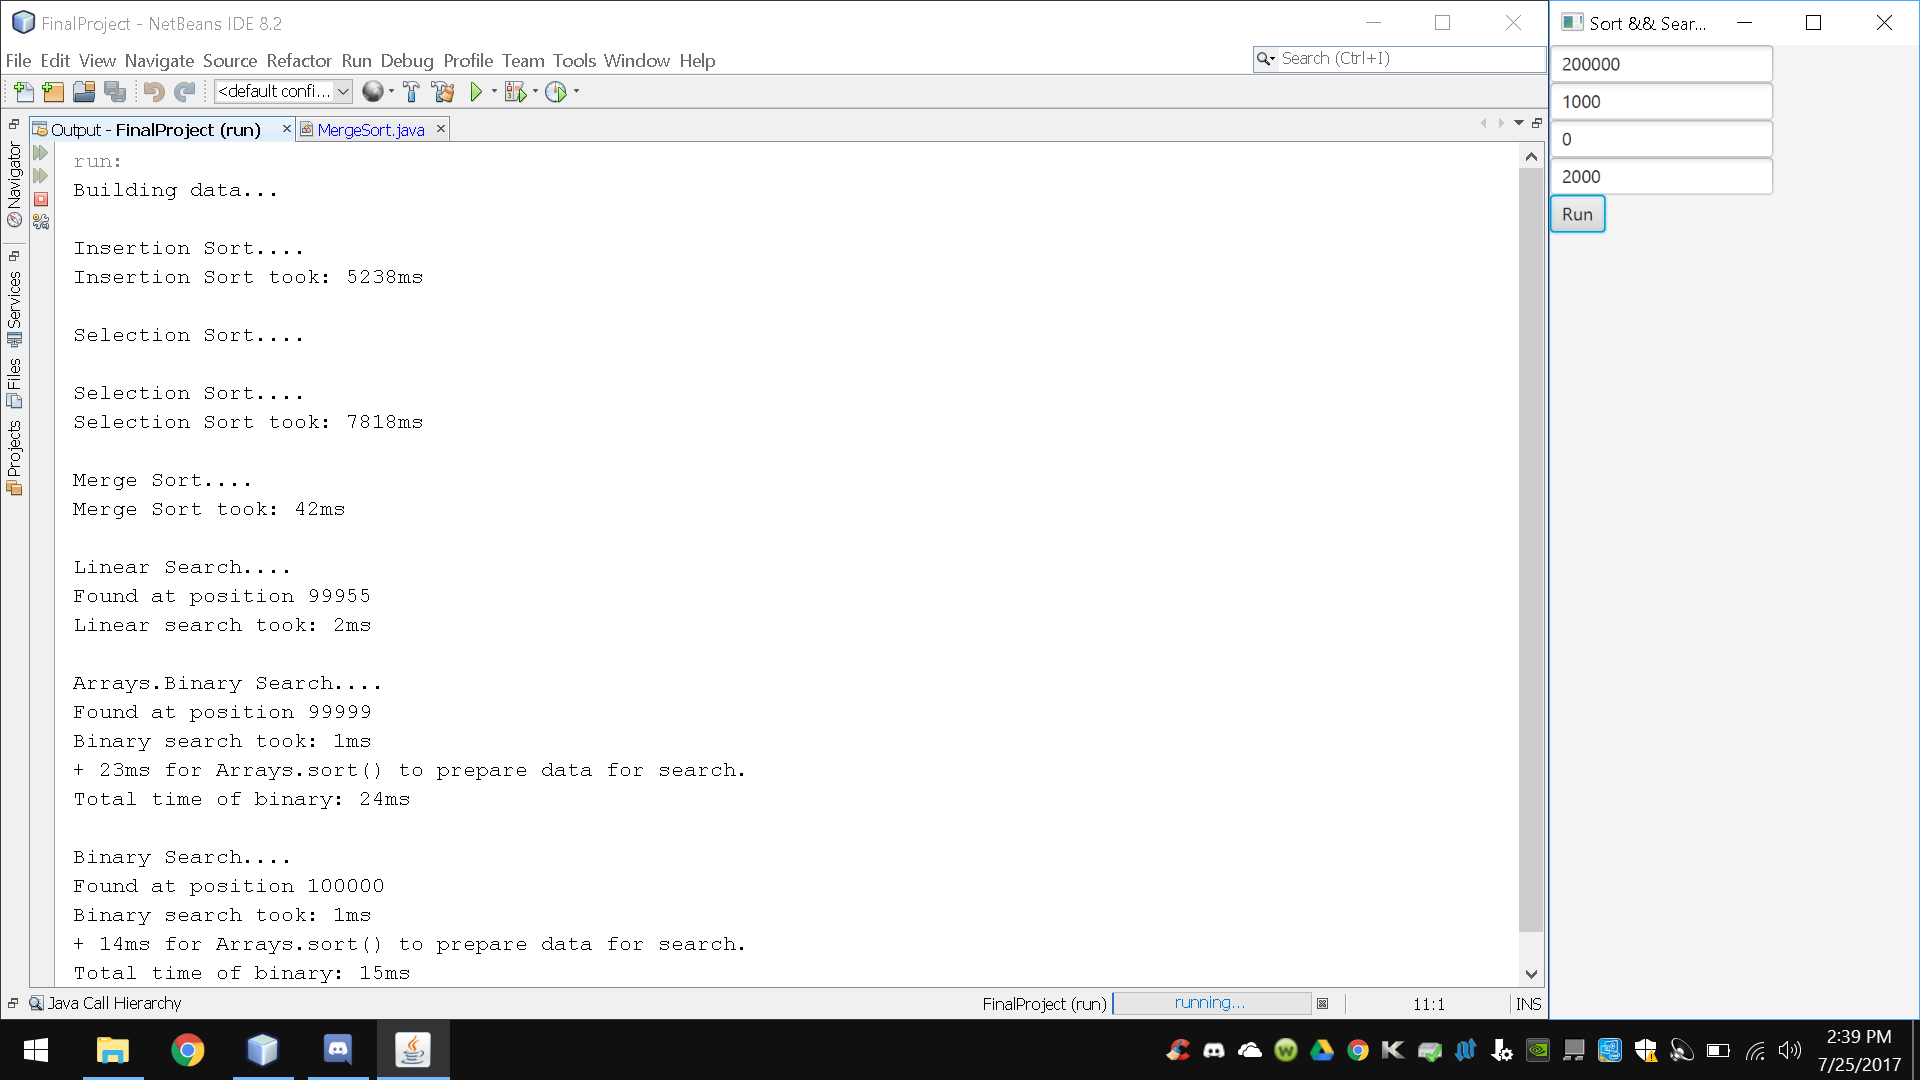 FinalProject - NetBeans IDE 8.2
File Edit View Navigate Source Refactor Run Debug Profile Team Tools Window Help
Search (Ctrl+I)
<default confi...
Output - FinalProject (run)
MergeSort.java
Navigator
Services
Files
Projects
run:
Building data...
Insertion Sort....
Insertion Sort took: 5238ms
Selection Sort....
Selection Sort....
Selection Sort took: 7818ms
Merge Sort....
Merge Sort took: 42ms
Linear Search....
Found at position 99955
Linear search took: 2ms
Arrays.Binary Search....
Found at position 99999
Binary search took: 1ms
+ 23ms for Arrays.sort() to prepare data for search.
Total time of binary: 24ms
Binary Search....
Found at position 100000
Binary search took: 1ms
+ 14ms for Arrays.sort() to prepare data for search.
Total time of binary: 15ms
Java Call Hierarchy
FinalProject (run)
running...
11:1
INS
Sort && Sear...
200000
1000
0
2000
Run
2:39 PM
7/25/2017